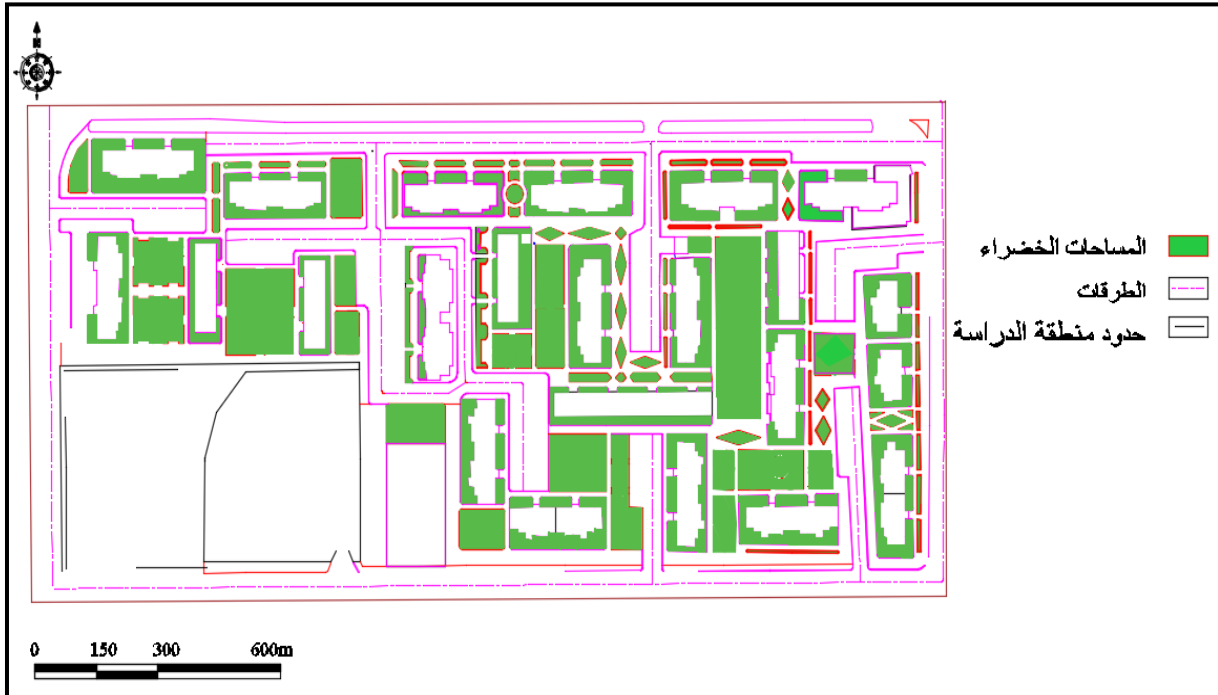 N
المساحات الخضراء
الطرقات
حدود منطقة الدراسة
0 150 300 600m